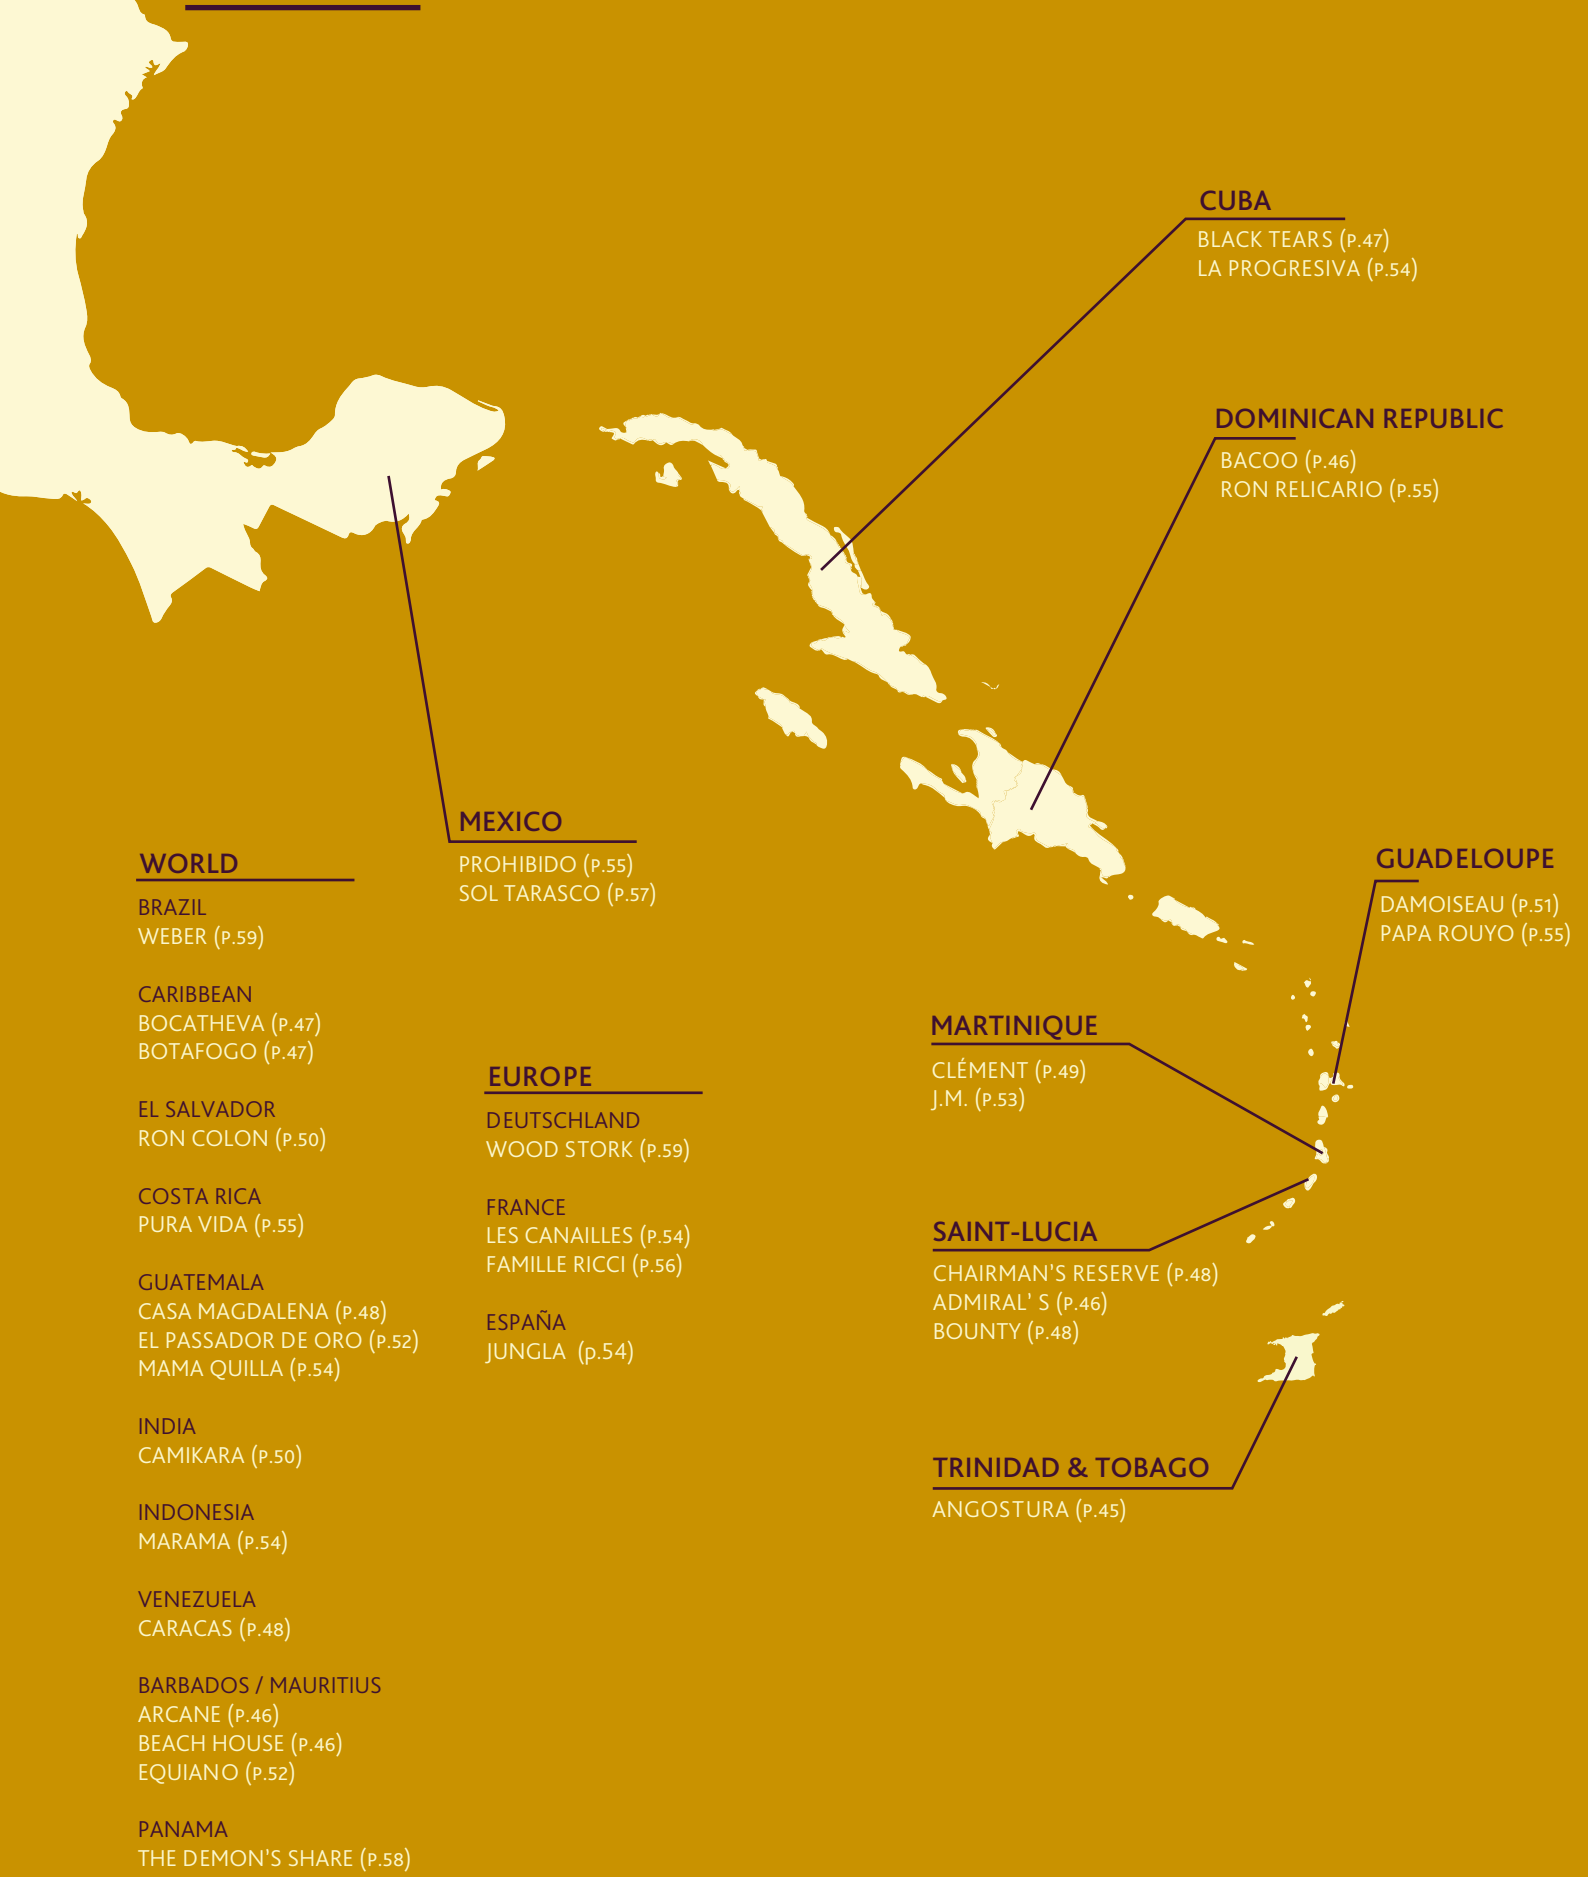 CUBA
BLACK TEARS (P.47)
LA PROGRESIVA (P.54)
DOMINICAN REPUBLIC
BACOO (P.46)
RON RELICARIO (P.55)
MEXICO
PROHIBIDO (P.55)
SOL TARASCO (P.57)
GUADELOUPE
DAMOISEAU (P.51)
PAPA ROUYO (P.55)
WORLD
BRAZIL
WEBER (P.59)
CARIBBEAN
BOCATHEVA (P.47)
BOTAFOGO (P.47)
EL SALVADOR
RON COLON (P.50)
COSTA RICA
PURA VIDA (P.55)
GUATEMALA
CASA MAGDALENA (P.48)
EL PASSADOR DE ORO (P.52)
MAMA QUILLA (P.54)
INDIA
CAMIKARA (P.50)
INDONESIA
MARAMA (P.54)
VENEZUELA
CARACAS (P.48)
BARBADOS / MAURITIUS
ARCANE (P.46)
BEACH HOUSE (P.46)
EQUIANO (P.52)
PANAMA
THE DEMON'S SHARE (P.58)
EUROPE
DEUTSCHLAND
WOOD STORK (P.59)
FRANCE
LES CANAILLES (P.54)
FAMILLE RICCI (P.56)
ESPAÑA
JUNGLA (p.54)
MARTINIQUE
CLÉMENT (P.49)
J.M. (P.53)
SAINT-LUCIA
CHAIRMAN'S RESERVE (P.48)
ADMIRAL' S (P.46)
BOUNTY (P.48)
TRINIDAD & TOBAGO
ANGOSTURA (P.45)